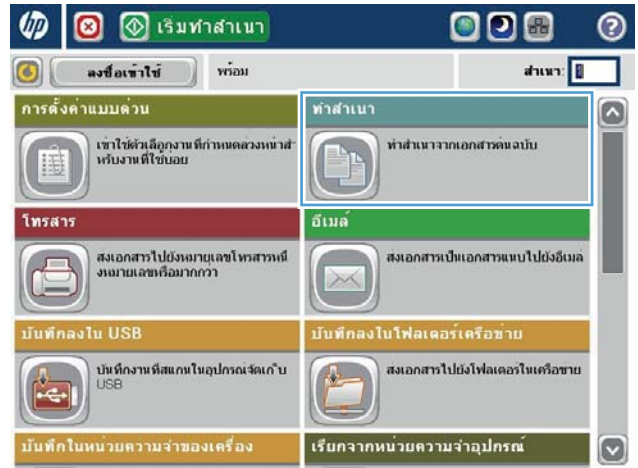 hp
เริ่มทำสำเนา
?
ลงชื่อเข้าใช้
พร้อม
สำเนา: 1
การตั้งค่าแบบด่วน
เข้าใช้ตัวเลือกงานที่กำหนดล่วงหน้าสำ-
หรับงานที่ใช้บ่อย
ทำสำเนา
ทำสำเนาจากเอกสารต้นฉบับ
โทรสาร
ส่งเอกสารไปยังหมายเลขโทรสารหนึ่
งหมายเลขหรือมากกว่า
อีเมล์
ส่งเอกสารเป็นเอกสารแนบไปยังอีเมล
บันทึกลงใน USB
บันทึกงานที่สแกนในอุปกรณ์จัดเก็บ
USB
บันทึกลงในโฟลเดอร์เครือข่าย
ส่งเอกสารไปยังโฟลเดอร์ในเครือข่าย
บันทึกในหน่วยความจำของเครื่อง
เรียกจากหน่วยความจำอุปกรณ์